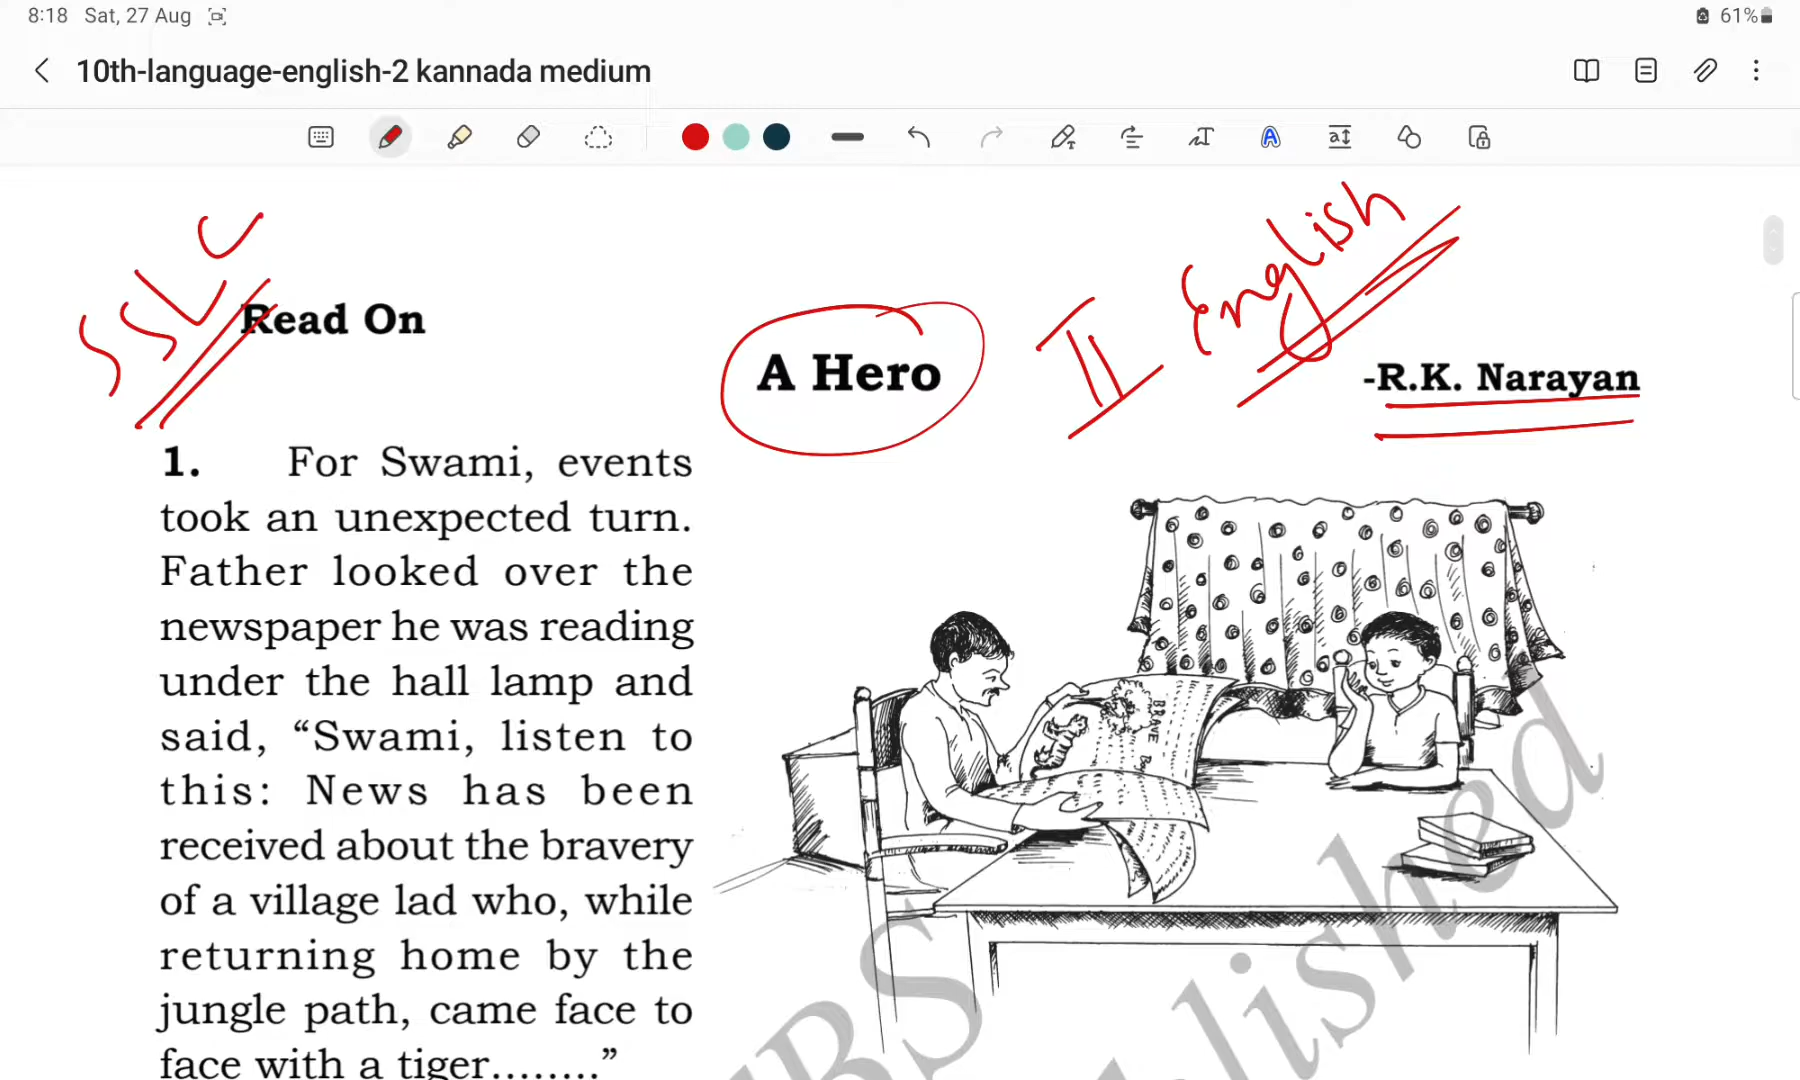 8:18 Sat, 27 Aug
61%
10th-language-english-2 kannada medium
SSLC
II English
Read On
A Hero
-R.K. Narayan
1. For Swami, events
took an unexpected turn.
Father looked over the
newspaper he was reading
under the hall lamp and
said, “Swami, listen to
this: News has been
received about the bravery
of a village lad who, while
returning home by the
jungle path, came face to
face with a tiger........”
BRAVE